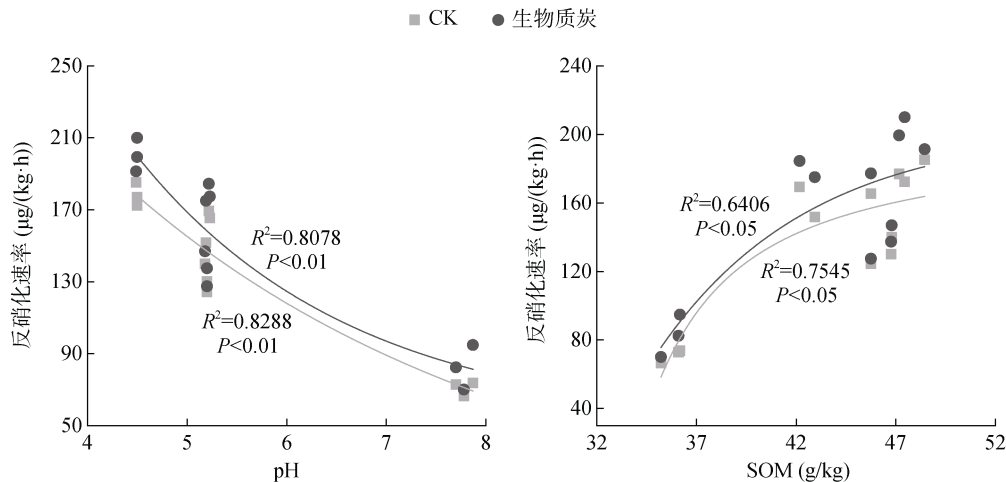 CK 生物质炭
反硝化速率 (μg/(kg·h))
250
210
170
130
90
50
R²=0.8078
P<0.01
R²=0.8288
P<0.01
4 5 6 7 8
pH
反硝化速率 (μg/(kg·h))
240
200
160
120
80
40
R²=0.6406
P<0.05
R²=0.7545
P<0.05
32 37 42 47 52
SOM (g/kg)